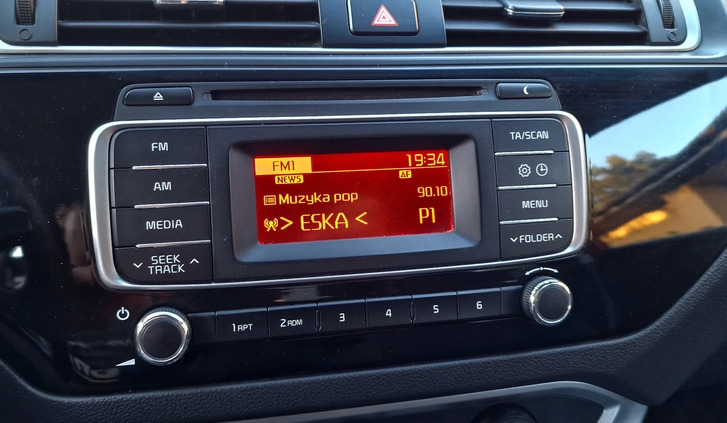 FM1 19:34
NEWS AF
Muzyka pop 90.10
> ESKA < P1
FM
AM
MEDIA
SEEK
TRACK
TA/SCAN
MENU
FOLDER
1 RPT 2 RDM 3 4 5 6